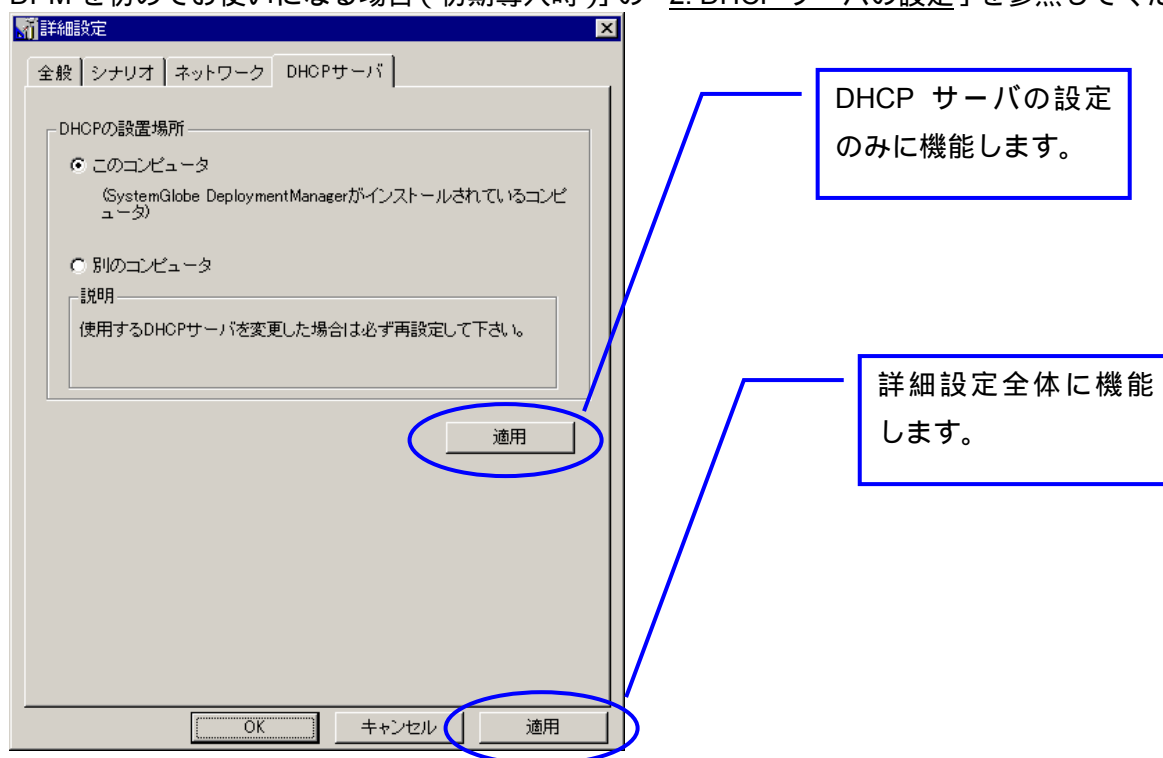 DPM を初めてお使いになる場合(初期導入時)」の「2. DHCP サーバの設定」を参照してくだ
詳細設定
全般 シナリオ ネットワーク DHCPサーバ
DHCPの設置場所
このコンピュータ
(SystemGlobe DeploymentManagerがインストールされているコンピ
ュータ)
別のコンピュータ
説明
使用するDHCPサーバを変更した場合は必ず再設定して下さい。
適用
OK キャンセル 適用
DHCP サーバの設定
のみに機能します。
詳細設定全体に機能
します。